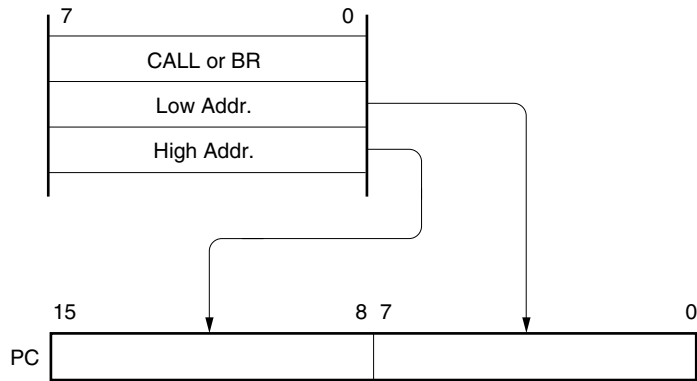 7 0
CALL or BR
Low Addr.
High Addr.
15 8 7 0
PC